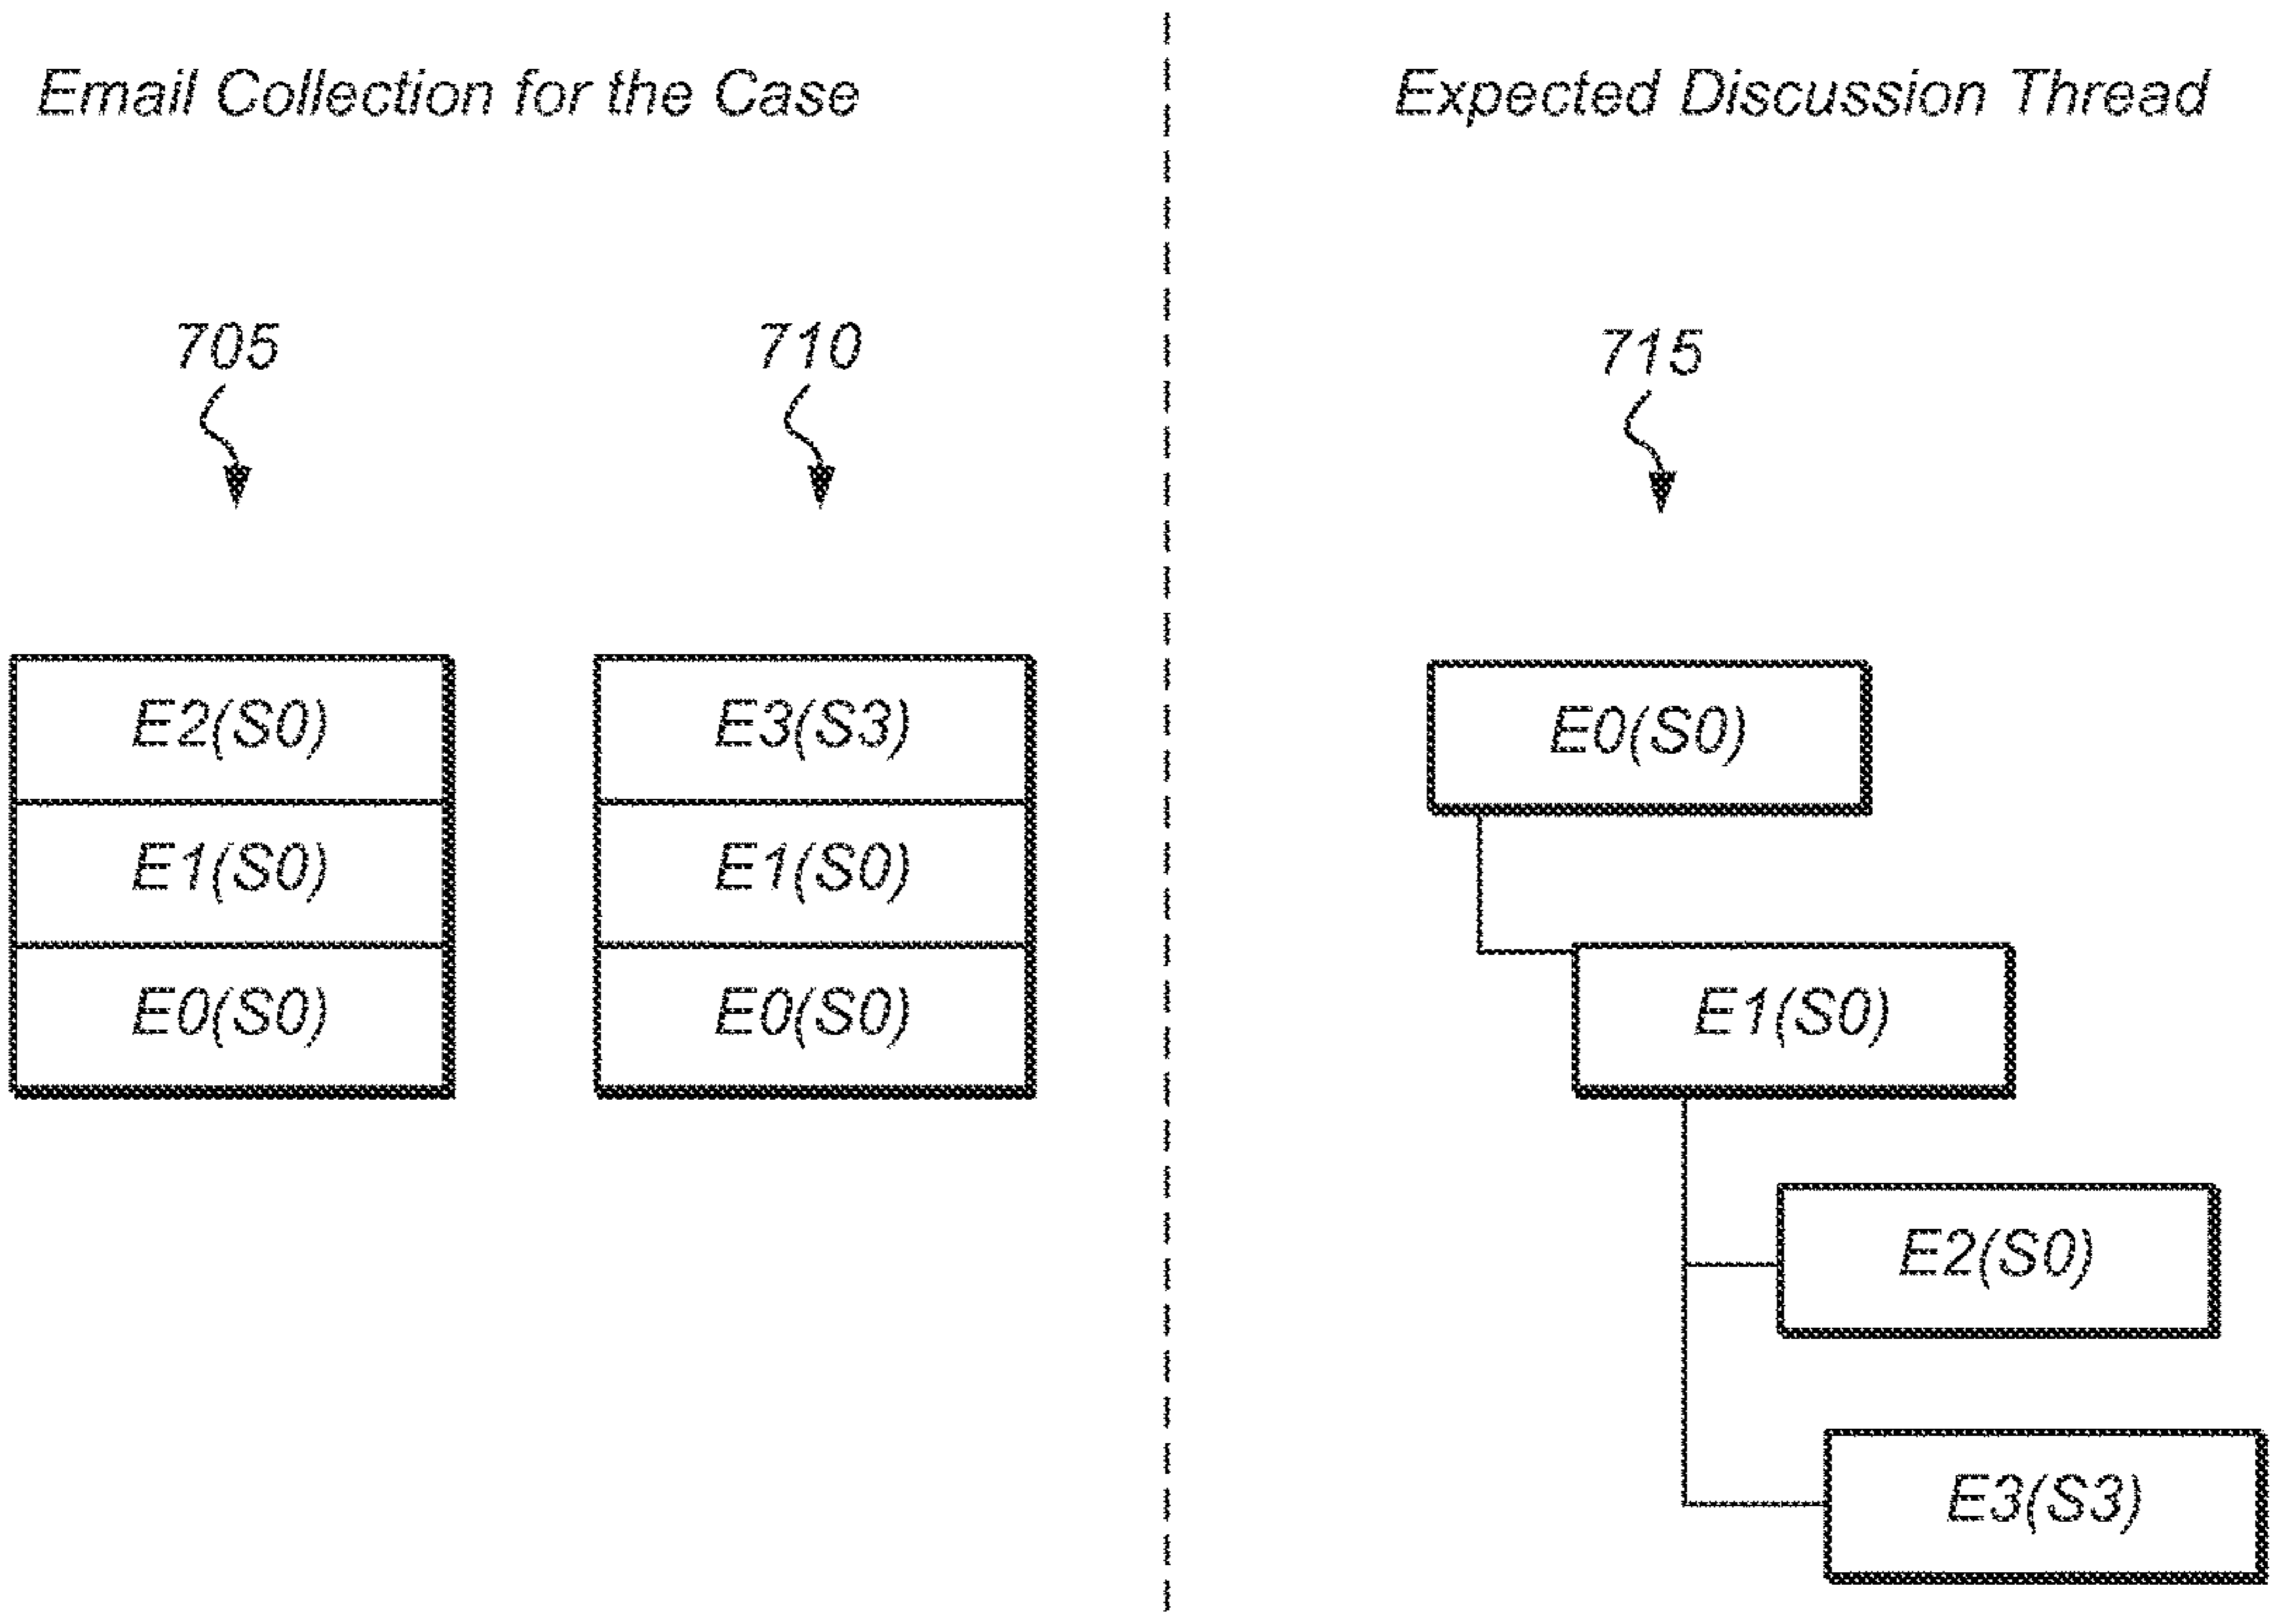 Email Collection for the Case
Expected Discussion Thread
705
710
715
E2(S0)
E1(S0)
E0(S0)
E3(S3)
E1(S0)
E0(S0)
E0(S0)
E1(S0)
E2(S0)
E3(S3)